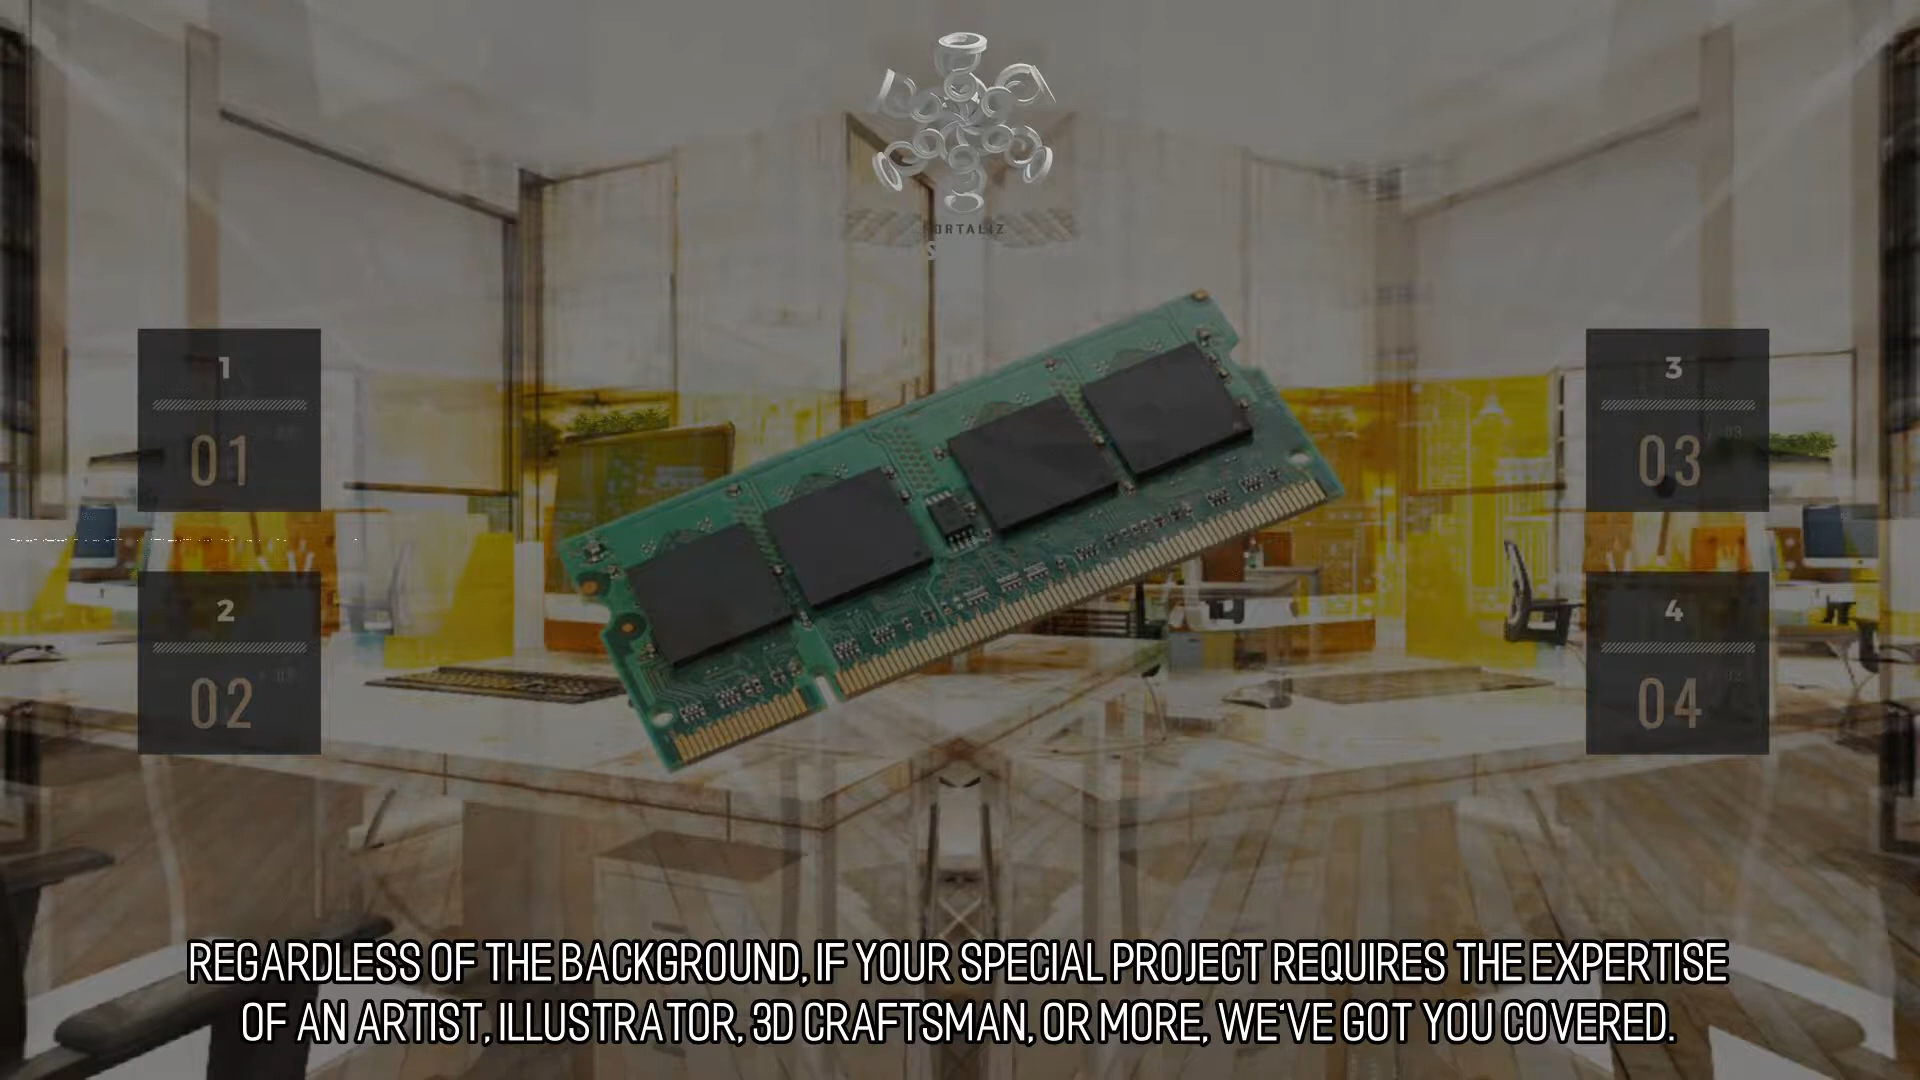 PORTALIZ
S
1
01
2
02
3
03
4
04
REGARDLESS OF THE BACKGROUND, IF YOUR SPECIAL PROJECT REQUIRES THE EXPERTISE
OF AN ARTIST, ILLUSTRATOR, 3D CRAFTSMAN, OR MORE, WE'VE GOT YOU COVERED.